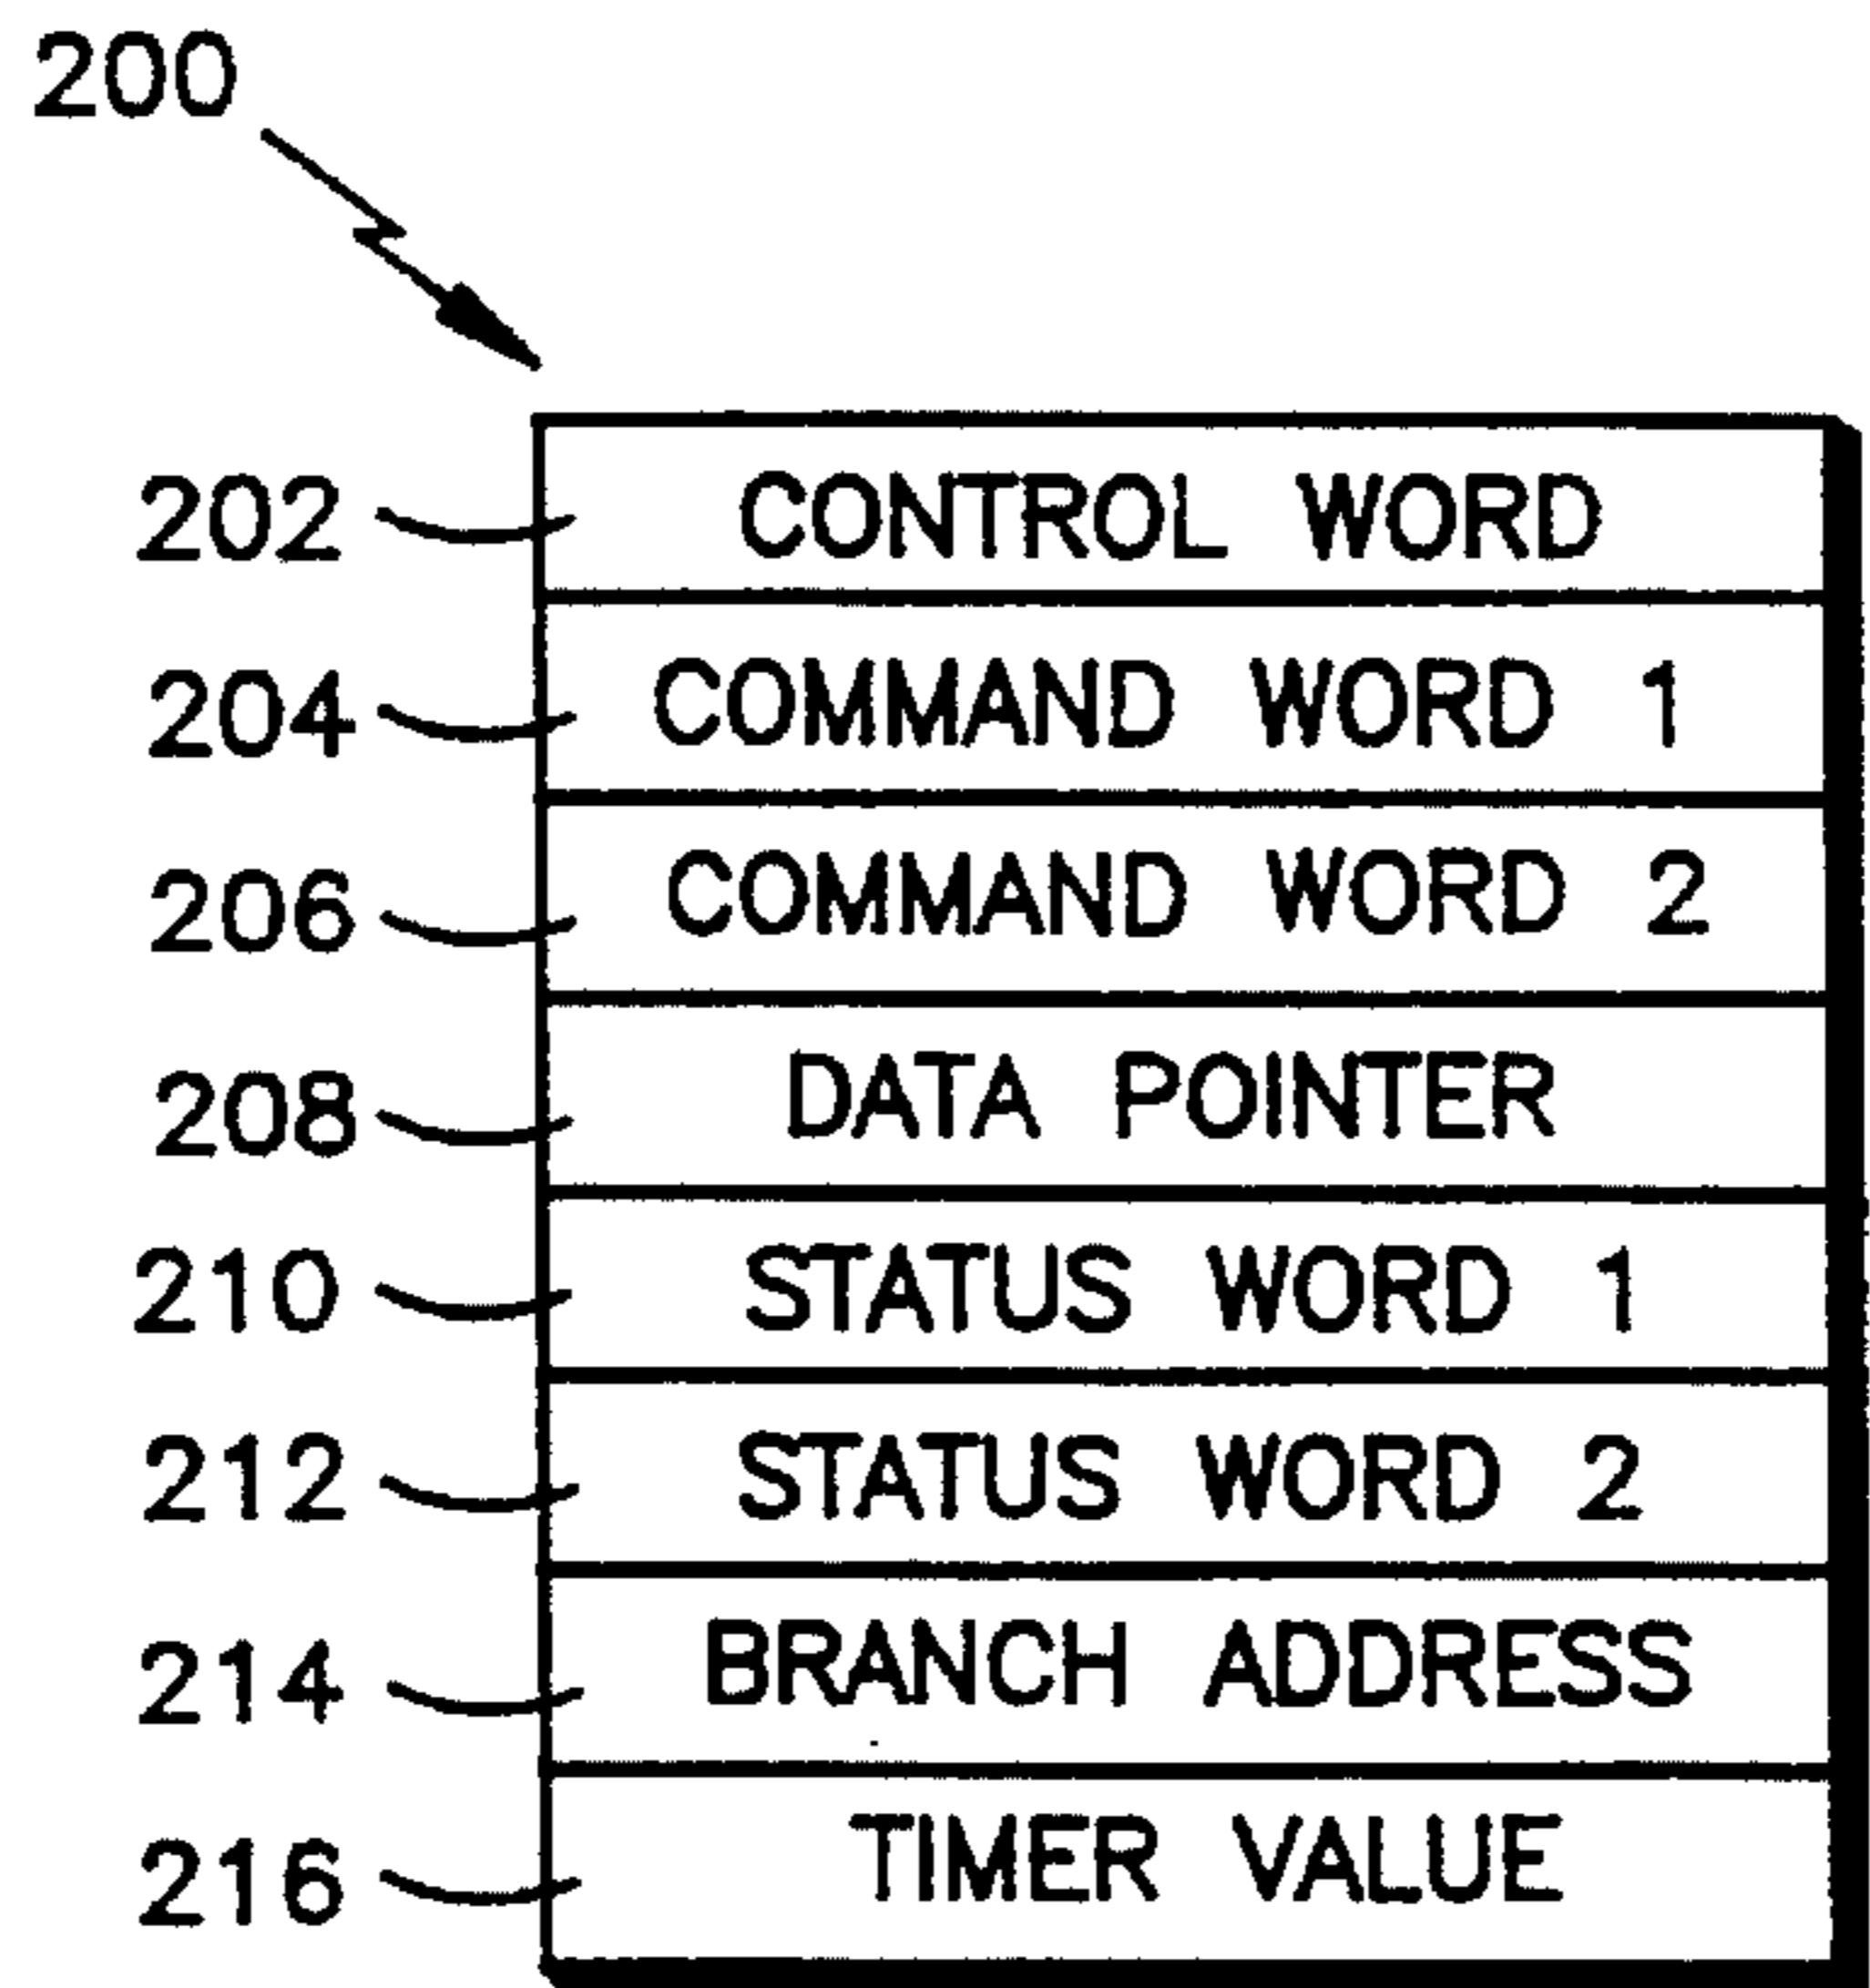 200
202 CONTROL WORD
204 COMMAND WORD 1
206 COMMAND WORD 2
208 DATA POINTER
210 STATUS WORD 1
212 STATUS WORD 2
214 BRANCH ADDRESS
216 TIMER VALUE